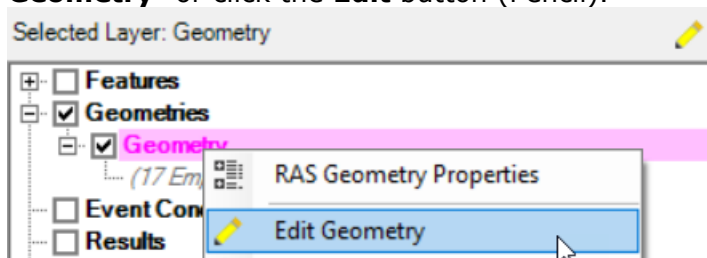 Geometry" or click the Edit button (Pencil).
Selected Layer: Geometry
Features
Geometries
Geometry
(17 Em
RAS Geometry Properties
Event Con
Edit Geometry
Results